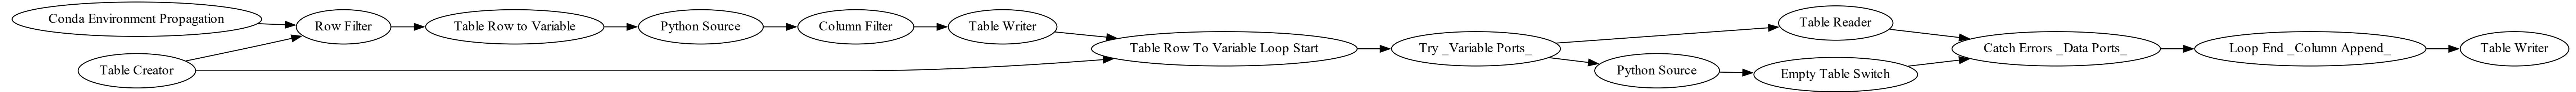 Conda Environment Propagation
Table Creator
Row Filter
Table Row to Variable
Python Source
Column Filter
Table Writer
Table Row To Variable Loop Start
Try _Variable Ports_
Table Reader
Python Source
Empty Table Switch
Catch Errors _Data Ports_
Loop End _Column Append_
Table Writer